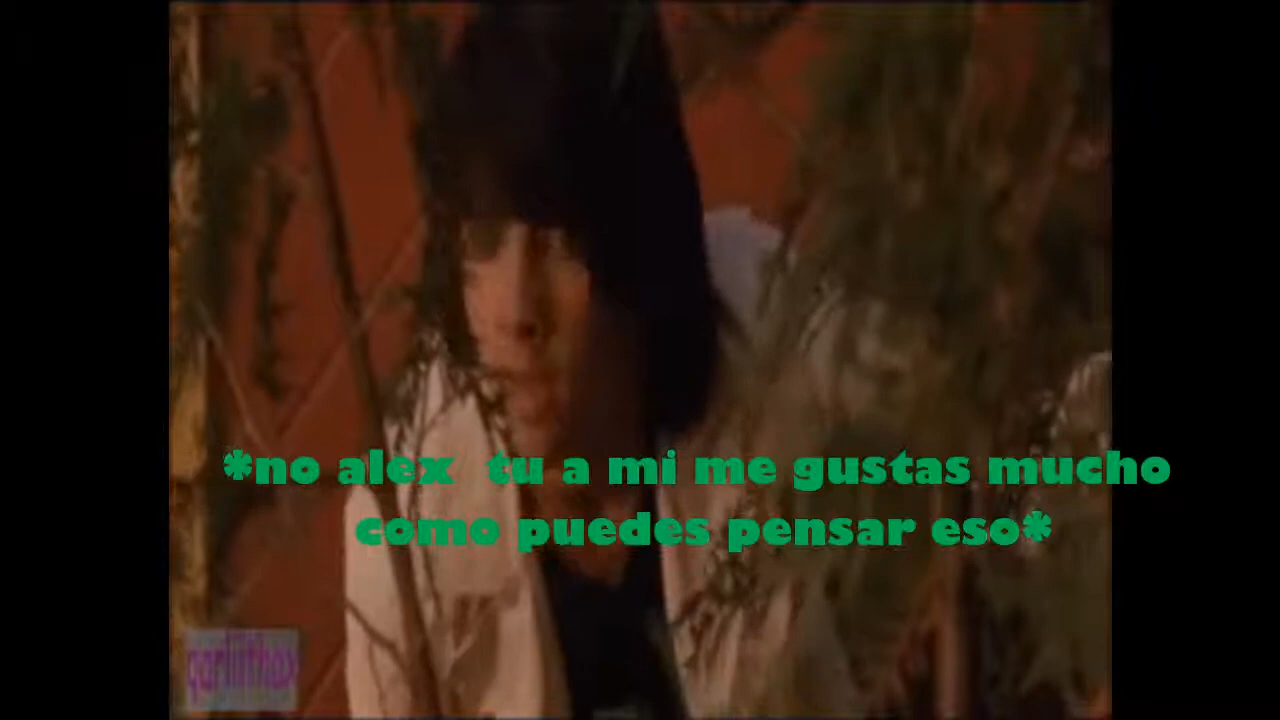 *no alex tu a mi me gustas mucho
como puedes pensar eso*